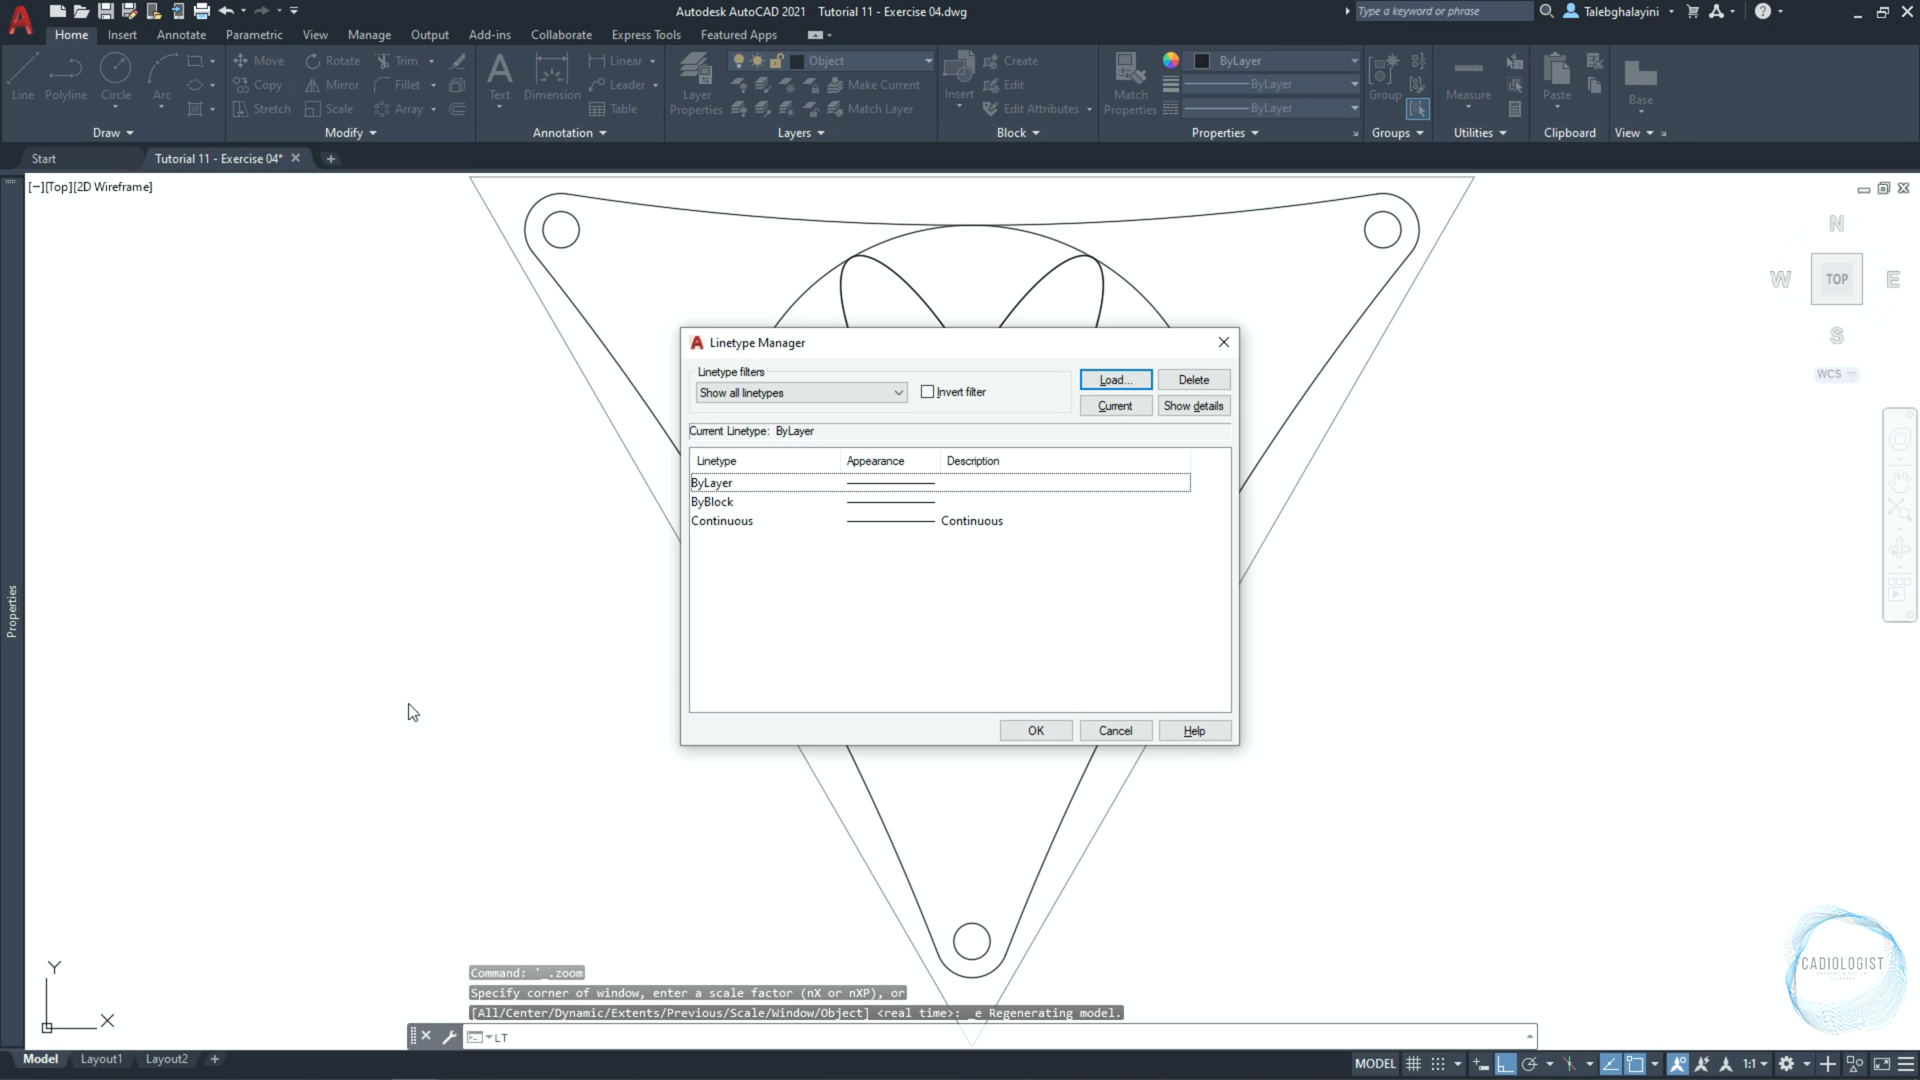 Autodesk AutoCAD 2021 Tutorial 11 - Exercise 04.dwg
Type a keyword or phrase
Talebghalayini
Home Insert Annotate Parametric View Manage Output Add-ins Collaborate Express Tools Featured Apps
Line Polyline Circle Arc
Move Rotate Trim
Copy Mirror Fillet
Stretch Scale Array
Text Dimension
Linear
Leader
Table
Layer
Properties
Object
Make Current
Match Layer
Insert
Create
Edit
Edit Attributes
Match
Properties
ByLayer
ByLayer
ByLayer
Group
Measure
Paste
Base
Draw Modify Annotation Layers Block Properties Groups Utilities Clipboard View
Start Tutorial 11 - Exercise 04*
[−][Top][2D Wireframe]
N
W TOP E
S
WCS
Properties
Linetype Manager
Linetype filters
Show all linetypes
Invert filter
Load... Delete
Current Show details
Current Linetype: ByLayer
Linetype Appearance Description
ByLayer
ByBlock
Continuous Continuous
OK Cancel Help
Y
X
CADIOLOGIST
Command: '_.zoom
Specify corner of window, enter a scale factor (nX or nXP), or
[All/Center/Dynamic/Extents/Previous/Scale/Window/Object] <real time>: _e Regenerating model.
LT
Model Layout1 Layout2
MODEL
1:1